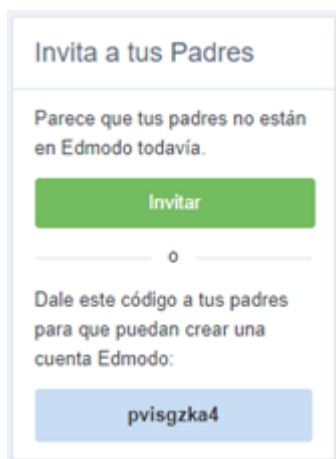 Invita a tus Padres
Parece que tus padres no están
en Edmodo todavía.
Invitar
o
Dale este código a tus padres
para que puedan crear una
cuenta Edmodo:
pvisgzka4